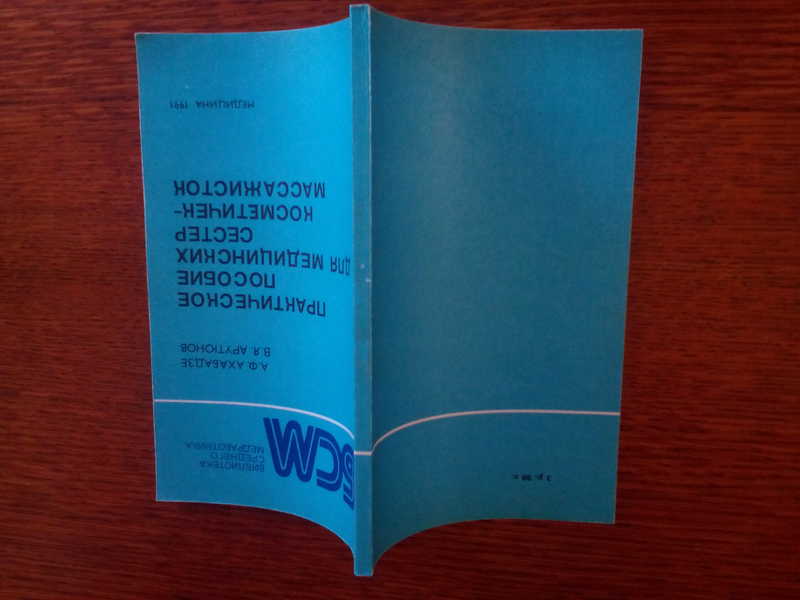 БСМ
БИБЛИОТЕКА
СРЕДНЕГО
МЕДРАБОТНИКА
А.Ф. АХАБАДЗЕ
В.Я. АРУТЮНОВ
ПРАКТИЧЕСКОЕ
ПОСОБИЕ
ДЛЯ МЕДИЦИНСКИХ
СЕСТЕР
КОСМЕТИЧЕК-
МАССАЖИСТОК
МЕДИЦИНА 1991